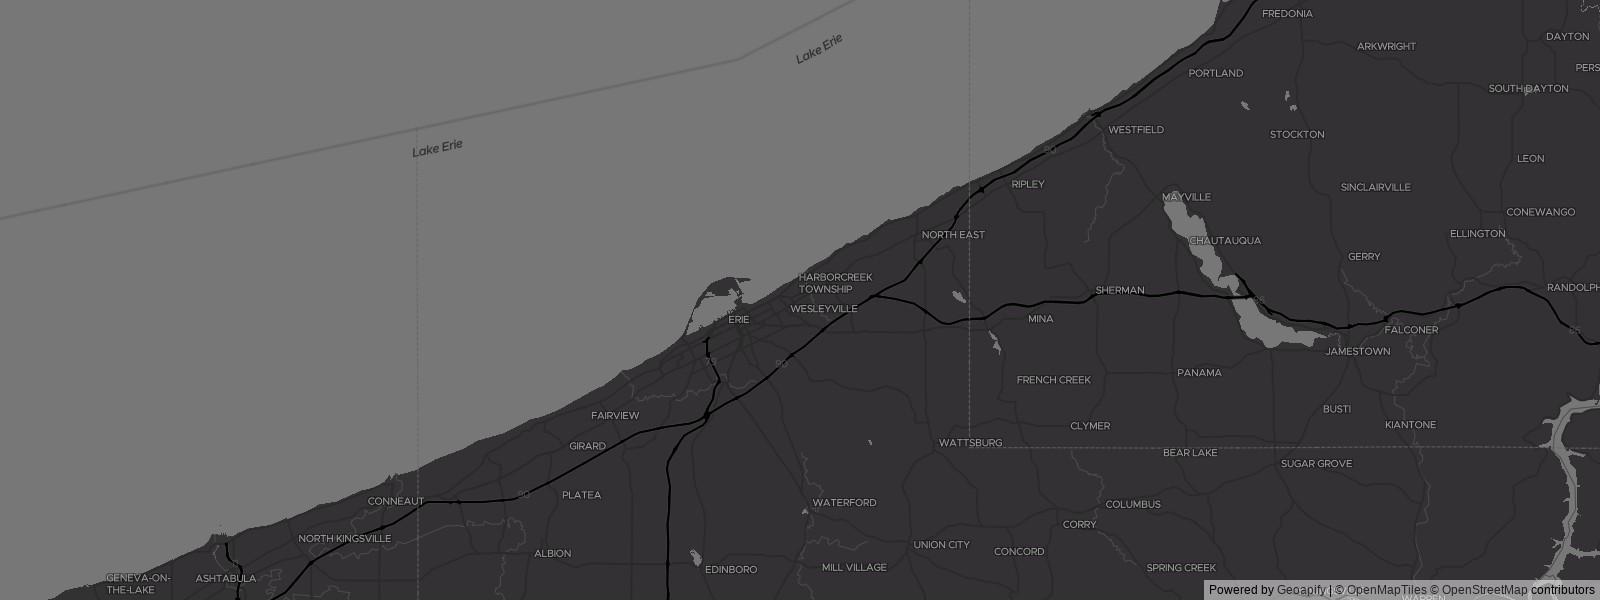 FREDONIA
DAYTON
Lake Erie
ARKWRIGHT
PERS
PORTLAND
SOUTH DAYTON
WESTFIELD
STOCKTON
Lake Erie
90
LEON
RIPLEY
SINCLAIRVILLE
MAYVILLE
CONEWANGO
NORTH EAST
ELLINGTON
CHAUTAUQUA
GERRY
HARBORCREEK
TOWNSHIP
SHERMAN
RANDOLPH
86
WESLEYVILLE
ERIE
MINA
FALCONER
86
JAMESTOWN
79
90
PANAMA
FRENCH CREEK
BUSTI
FAIRVIEW
CLYMER
KIANTONE
GIRARD
WATTSBURG
BEAR LAKE
SUGAR GROVE
90
PLATEA
CONNEAUT
WATERFORD
COLUMBUS
CORRY
NORTH KINGSVILLE
UNION CITY
CONCORD
ALBION
EDINBORO
MILL VILLAGE
SPRING CREEK
GENEVA-ON-
THE-LAKE
ASHTABULA
Powered by Geoapify | © OpenMapTiles © OpenStreetMap contributors